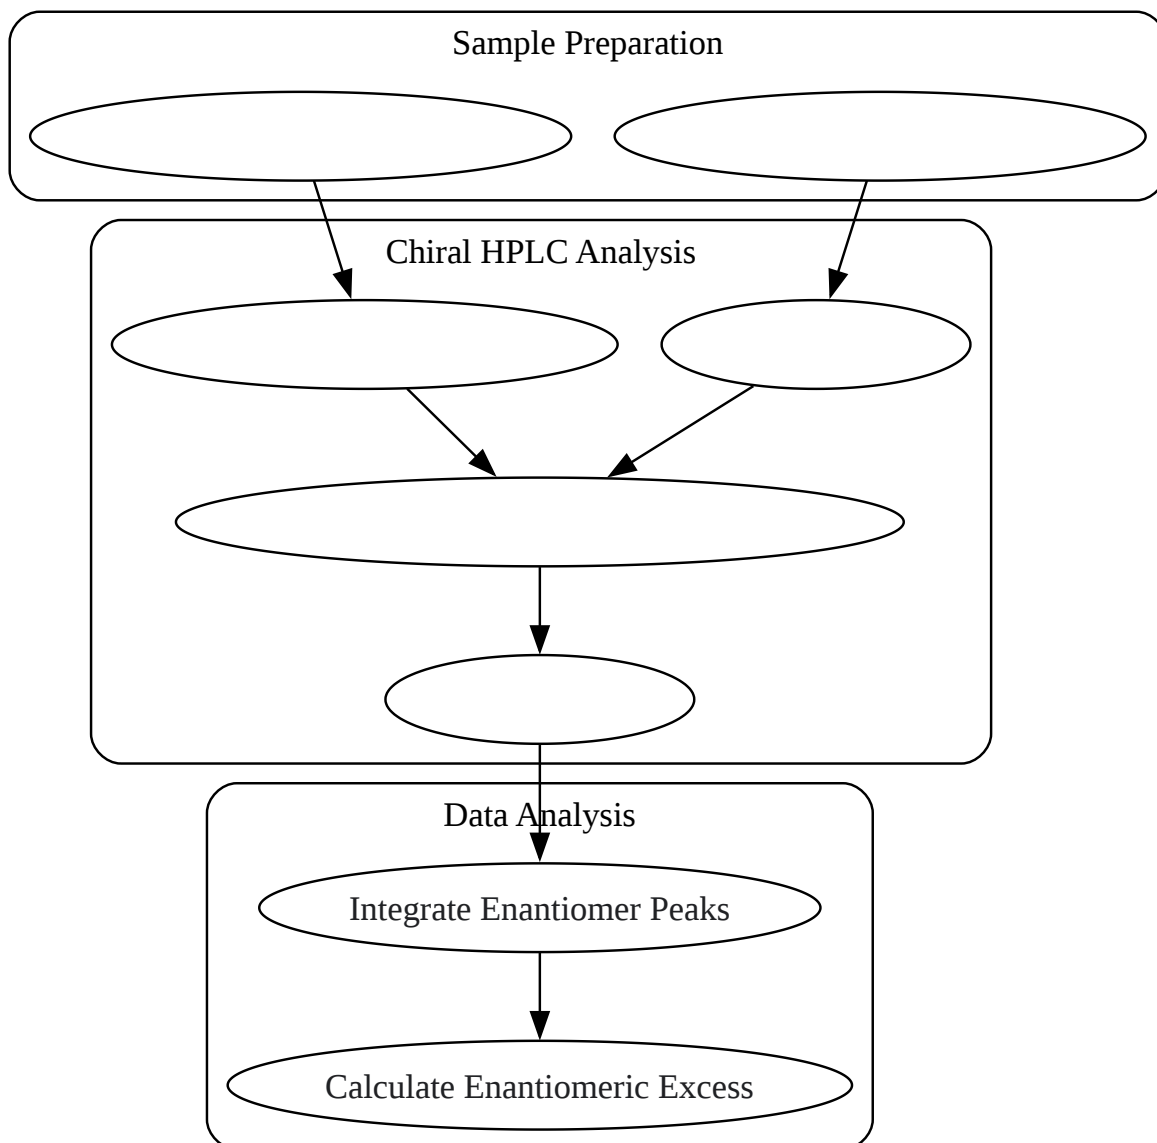 Sample Preparation
Chiral HPLC Analysis
Data Analysis
Integrate Enantiomer Peaks
Calculate Enantiomeric Excess